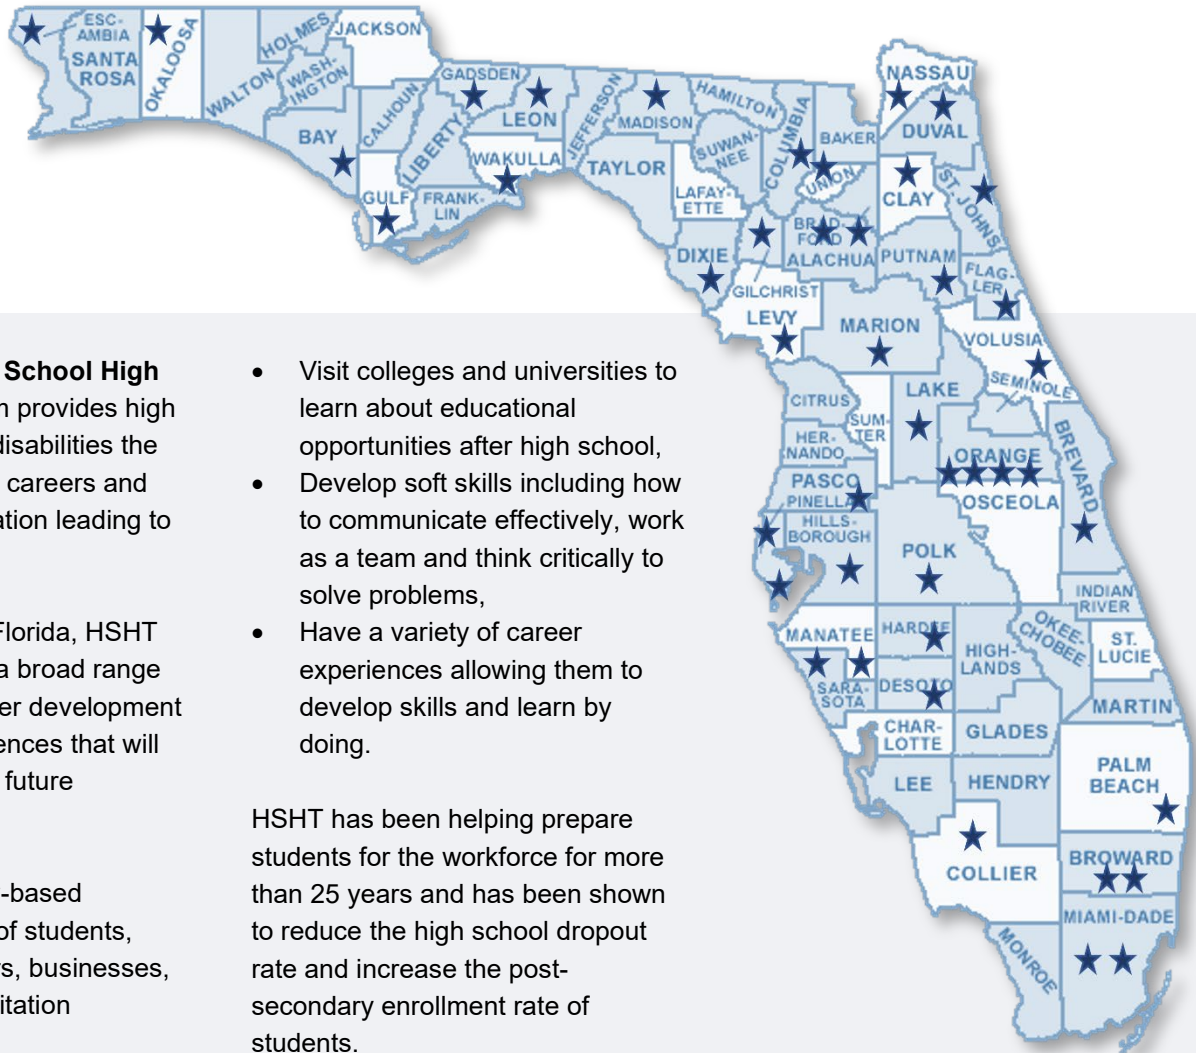 ESC-
AMBIA
SANTA
ROSA
OKALOOSA
WALTON
HOLMES
WASH-
INGTON
JACKSON
BAY
CALHOUN
GULF
LIBERTY
GADSDEN
FRANK-
LIN
LEON
WAKULLA
JEFFERSON
MADISON
TAYLOR
HAMILTON
SUWAN-
NEE
LAFAY-
ETTE
DIXIE
COLUMBIA
BAKER
UNION
BRAD-
FORD
ALACHUA
GILCHRIST
LEVY
NASSAU
DUVAL
CLAY
ST. JOHNS
PUTNAM
FLAG-
LER
MARION
VOLUSIA
CITRUS
SUM-
TER
LAKE
SEMINOLE
HER-
NANDO
ORANGE
BREVARD
PASCO
PINELLAS
OSCEOLA
HILLS-
BOROUGH
POLK
INDIAN
RIVER
MANATEE
HARDEE
HIGH-
LANDS
OKEE-
CHOBEE
ST.
LUCIE
SARA-
SOTA
DESOTO
MARTIN
CHAR-
LOTTE
GLADES
LEE
HENDRY
PALM
BEACH
COLLIER
BROWARD
MIAMI-DADE
MONROE
School High
provides high
disabilities the
careers and
ation leading to
Florida, HSHT
a broad range
er development
ences that will
future
-based
of students,
rs, businesses,
itation
• Visit colleges and universities to
learn about educational
opportunities after high school,
• Develop soft skills including how
to communicate effectively, work
as a team and think critically to
solve problems,
• Have a variety of career
experiences allowing them to
develop skills and learn by
doing.
HSHT has been helping prepare
students for the workforce for more
than 25 years and has been shown
to reduce the high school dropout
rate and increase the post-
secondary enrollment rate of
students.